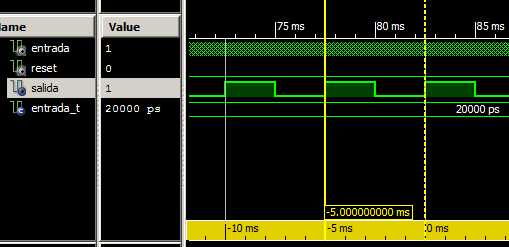 Name Value
75 ms 80 ms 85 ms
entrada 1
reset 0
salida 1
entrada_t 20000 ps 20000 ps
-5.000000000 ms
-10 ms -5 ms 0 ms